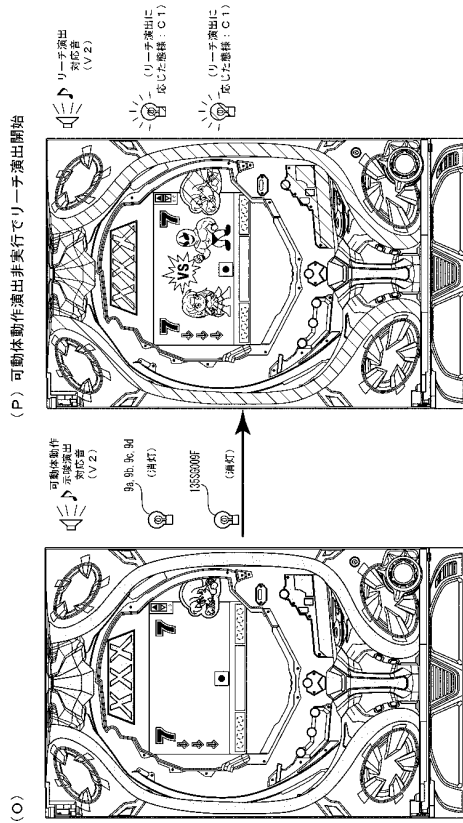 (O)
可動体動作
示唆演出
対応音
(V2)
9a, 9b, 9c, 9d
(消灯)
135SG009F
(消灯)
XXX
7 7
(P) 可動体動作演出非実行でリーチ演出開始
リーチ演出
対応音
(V2)
(リーチ演出に
応じた態様:C1)
(リーチ演出に
応じた態様:C1)
XXX
7 7
VS